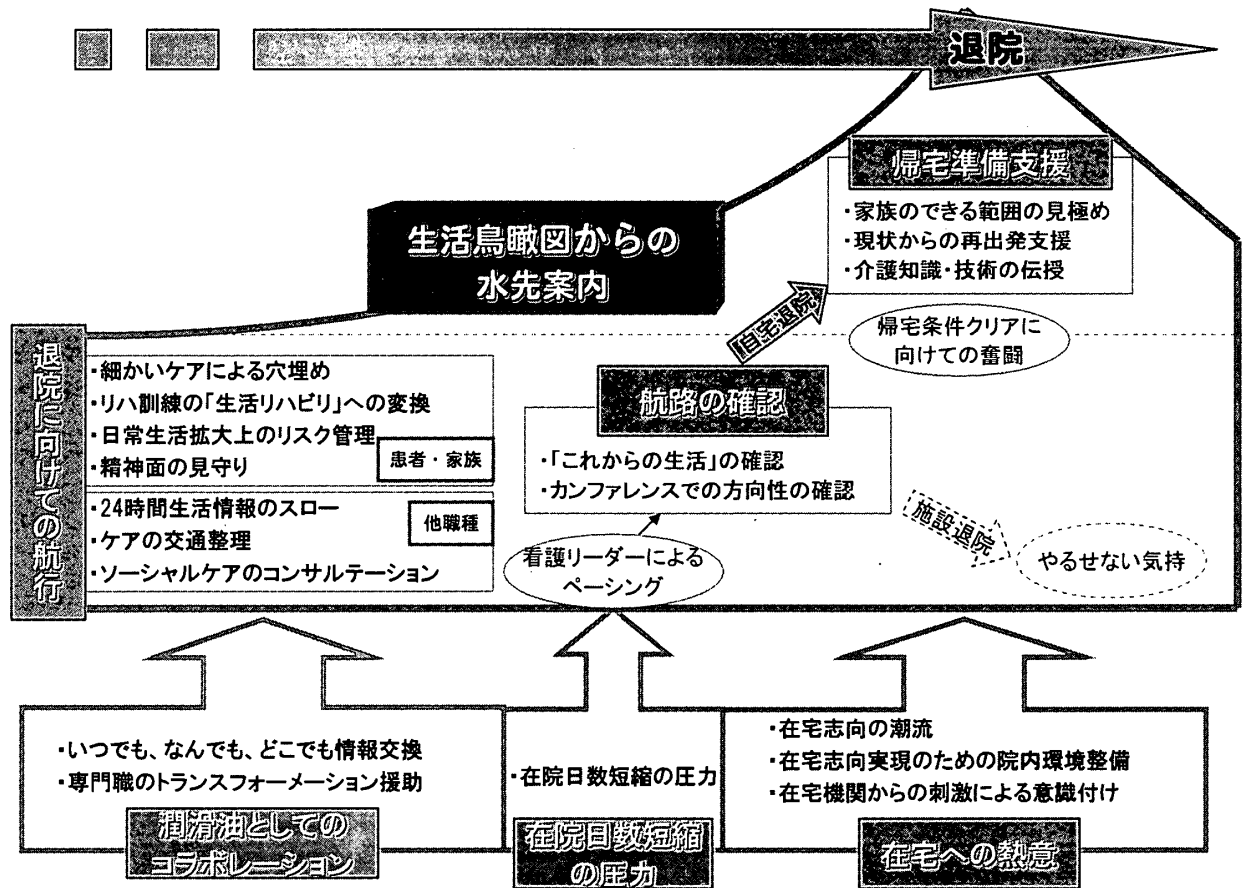 退院
帰宅準備支援
・家族のできる範囲の見極め
・現状からの再出発支援
・介護知識・技術の伝授
生活鳥瞰図からの
水先案内
自宅退院
帰宅条件クリアに
向けての奮闘
退院に向けての航行
・細かいケアによる穴埋め
・リハ訓練の「生活リハビリ」への変換
・日常生活拡大上のリスク管理
・精神面の見守り
患者・家族
・24時間生活情報のスロー
・ケアの交通整理
・ソーシャルケアのコンサルテーション
他職種
航路の確認
・「これからの生活」の確認
・カンファレンスでの方向性の確認
看護リーダーによる
ペーシング
施設退院
やるせない気持
・いつでも、なんでも、どこでも情報交換
・専門職のトランスフォーメーション援助
潤滑油としての
コラボレーション
・在院日数短縮の圧力
在院日数短縮
の圧力
・在宅志向の潮流
・在宅志向実現のための院内環境整備
・在宅機関からの刺激による意識付け
在宅への熱意